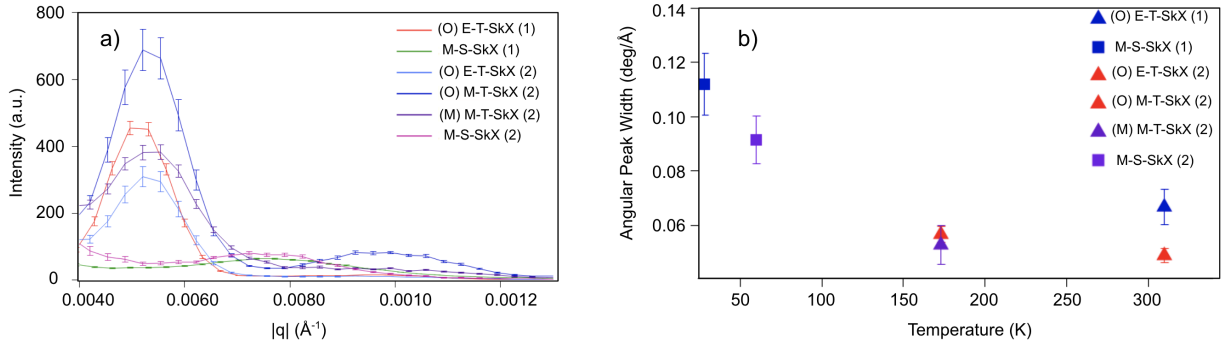 a)
800
600
400
200
0
Intensity (a.u.)
(O) E-T-SkX (1)
M-S-SkX (1)
(O) E-T-SkX (2)
(O) M-T-SkX (2)
(M) M-T-SkX (2)
M-S-SkX (2)
0.0040
0.0060
0.0080
0.0010
0.00120
|q| (Å⁻¹)
b)
0.14
0.12
0.10
0.08
0.06
Angular Peak Width (deg/Å)
(O) E-T-SkX (1)
M-S-SkX (1)
(O) E-T-SkX (2)
(O) M-T-SkX (2)
(M) M-T-SkX (2)
M-S-SkX (2)
50
100
150
200
250
300
Temperature (K)